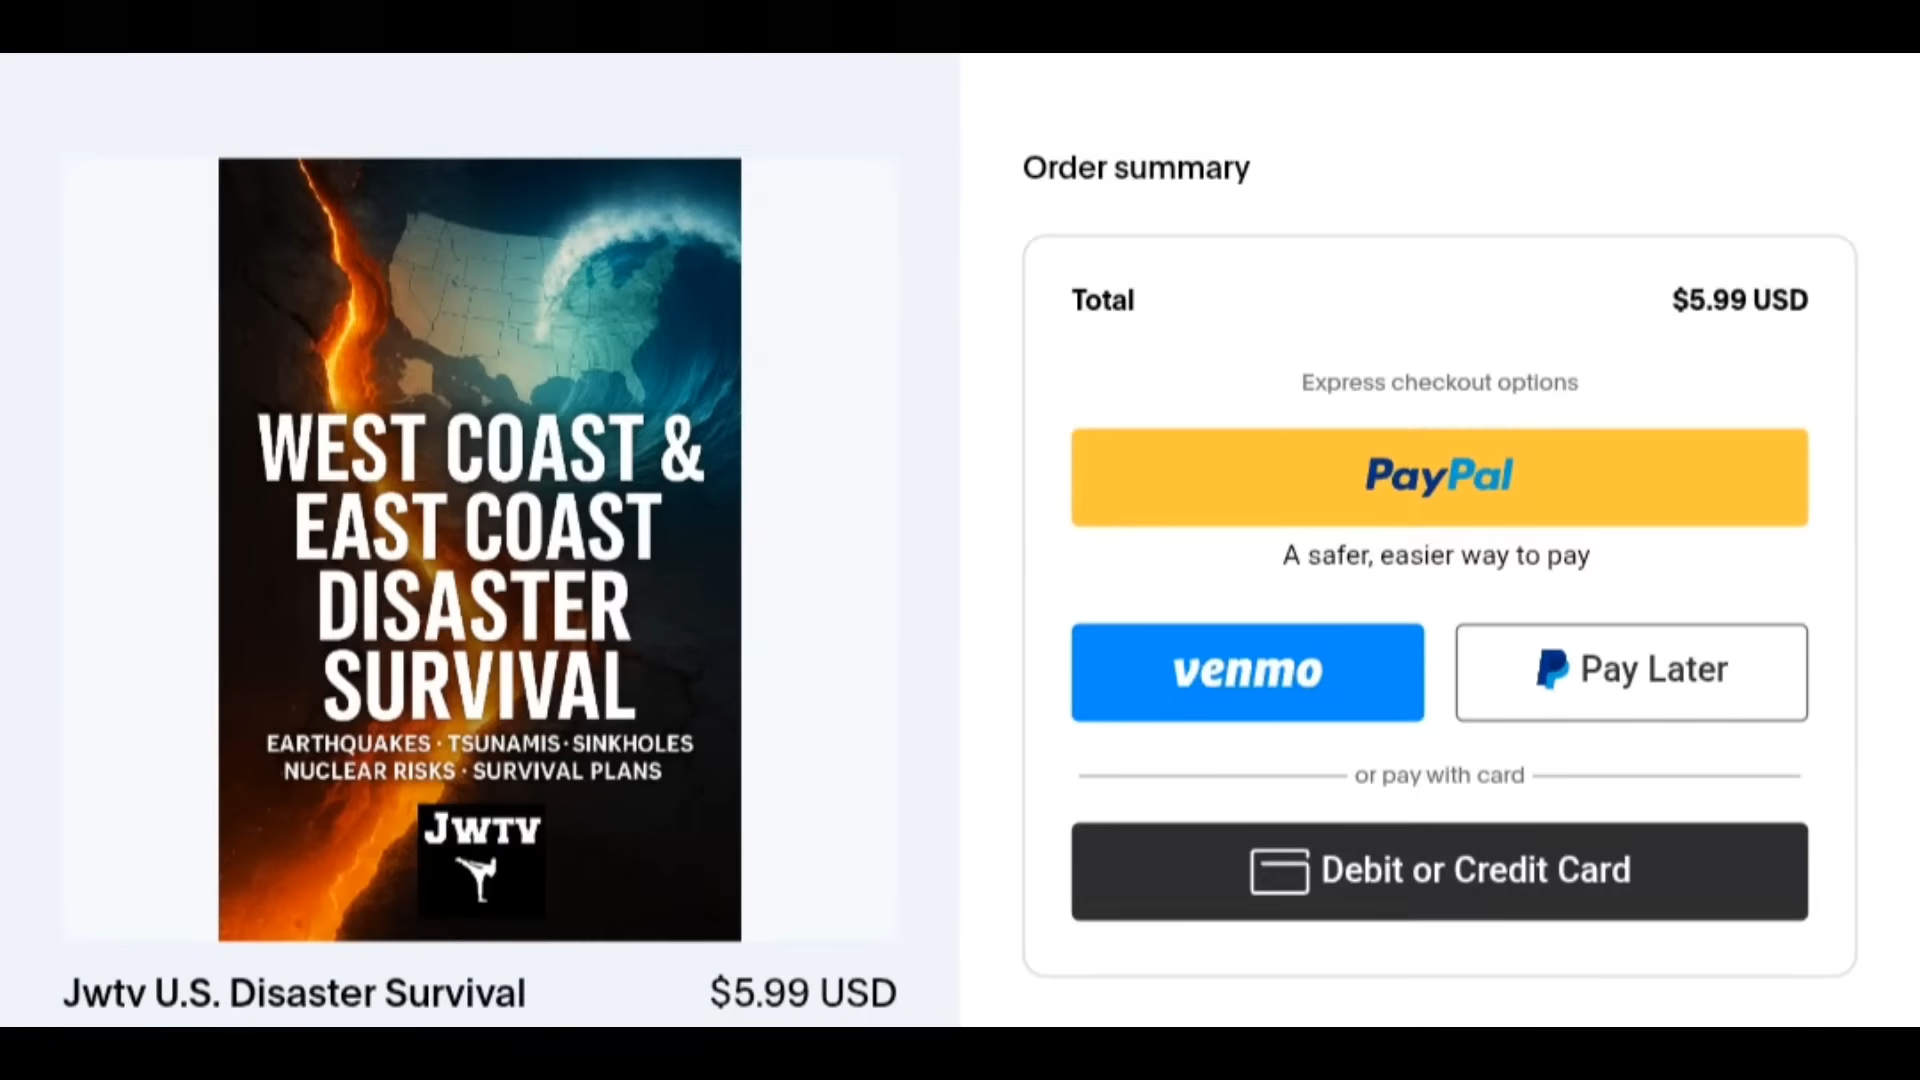 WEST COAST &
EAST COAST
DISASTER
SURVIVAL
EARTHQUAKES · TSUNAMIS · SINKHOLES
NUCLEAR RISKS · SURVIVAL PLANS
JWTV
Jwtv U.S. Disaster Survival $5.99 USD
Order summary
Total $5.99 USD
Express checkout options
PayPal
A safer, easier way to pay
venmo
Pay Later
or pay with card
Debit or Credit Card